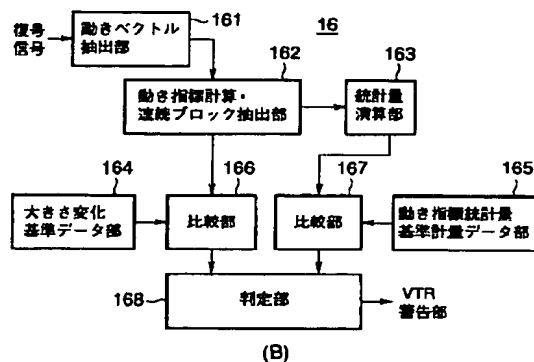 161
復号
信号
動きベクトル
抽出部
16
162
163
動き指標計算・
連続ブロック抽出部
統計量
演算部
164
166
167
165
大きさ変化
基準データ部
比較部
比較部
動き指標統計量
基準計量データ部
168
判定部
VTR
警告部
(B)